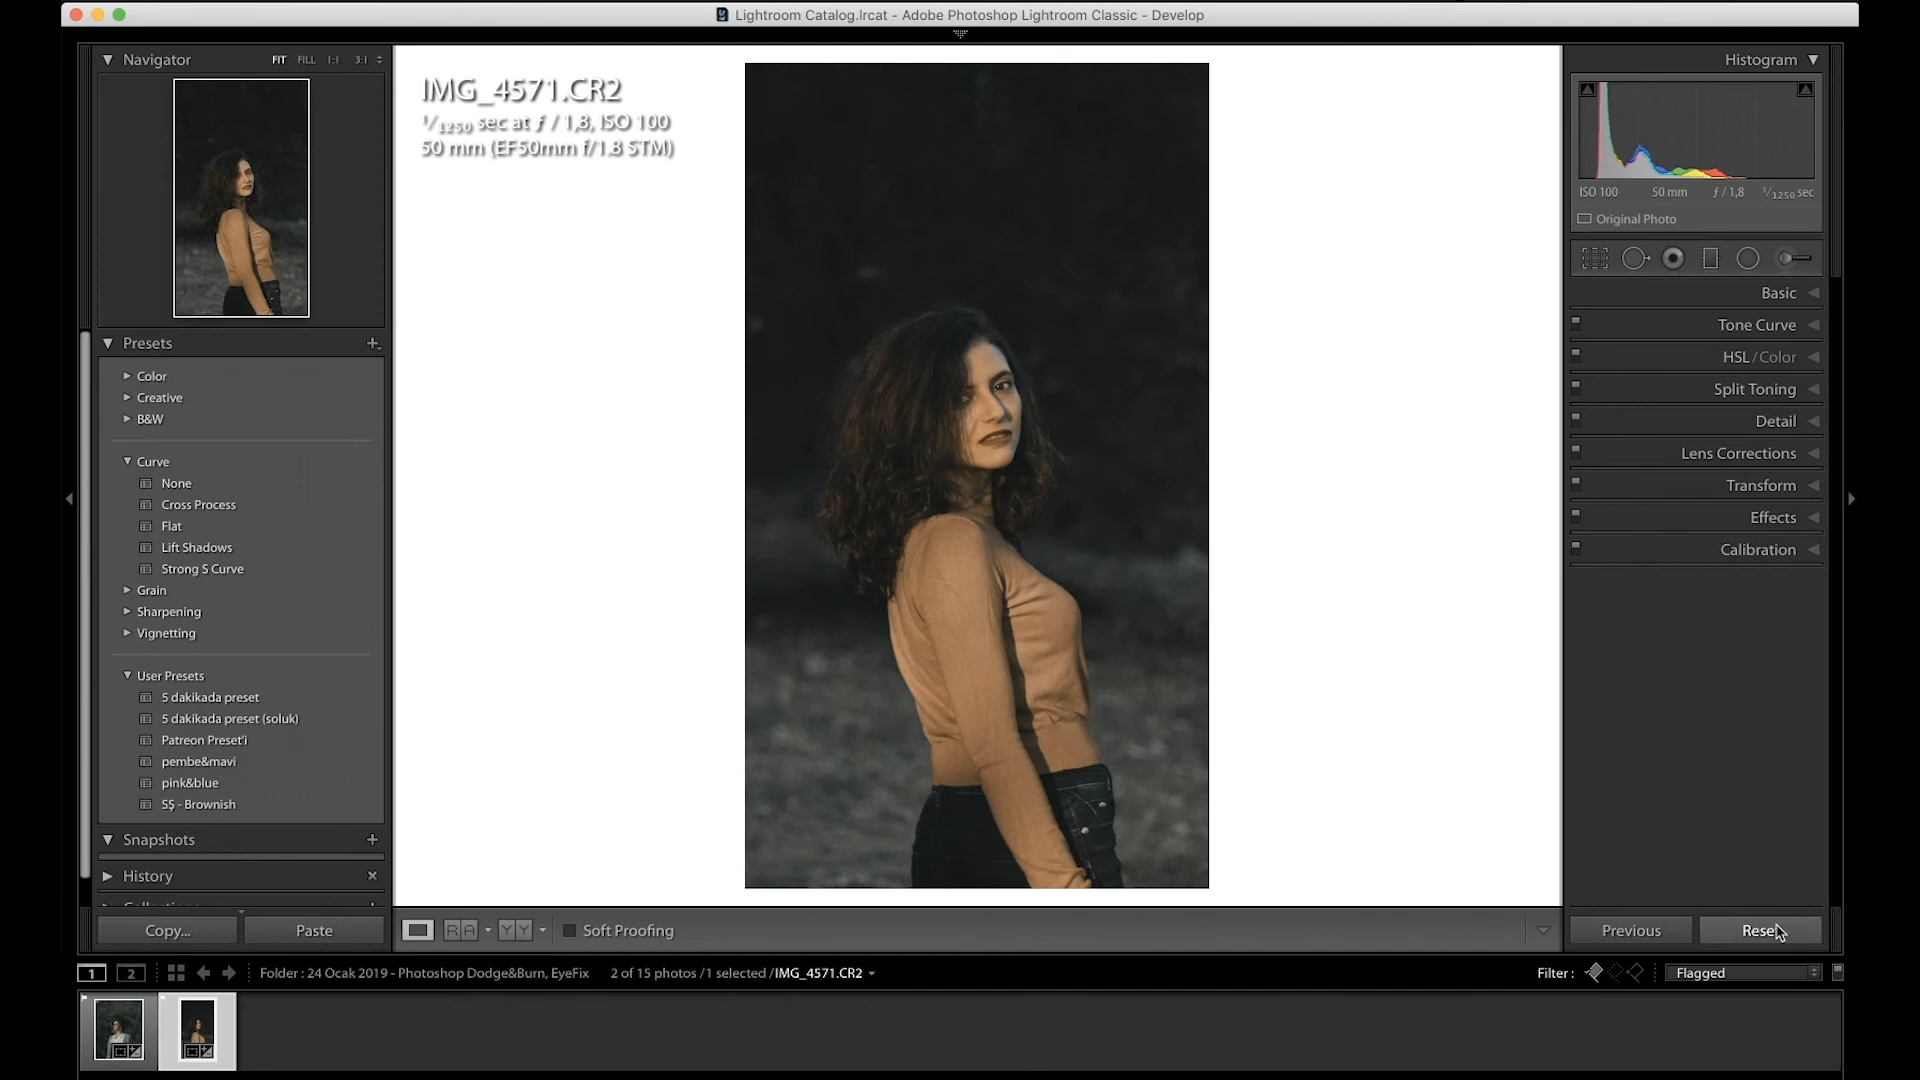 Lightroom Catalog.lrcat - Adobe Photoshop Lightroom Classic - Develop
Navigator
FIT FILL 1:1 3:1
IMG_4571.CR2
1/1250 sec at ƒ / 1,8, ISO 100
50 mm (EF50mm f/1.8 STM)
Histogram
ISO 100 50 mm ƒ / 1,8 1/1250 sec
Original Photo
Basic
Tone Curve
HSL / Color
Split Toning
Detail
Lens Corrections
Transform
Effects
Calibration
Presets
Color
Creative
B&W
Curve
None
Cross Process
Flat
Lift Shadows
Strong S Curve
Grain
Sharpening
Vignetting
User Presets
5 dakikada preset
5 dakikada preset (soluk)
Patreon Preset'i
pembe&mavi
pink&blue
SŞ - Brownish
Snapshots
History
Copy... Paste
R A Y Y Soft Proofing
Previous Reset
1 2 Folder : 24 Ocak 2019 - Photoshop Dodge&Burn, EyeFix 2 of 15 photos / 1 selected / IMG_4571.CR2
Filter : Flagged